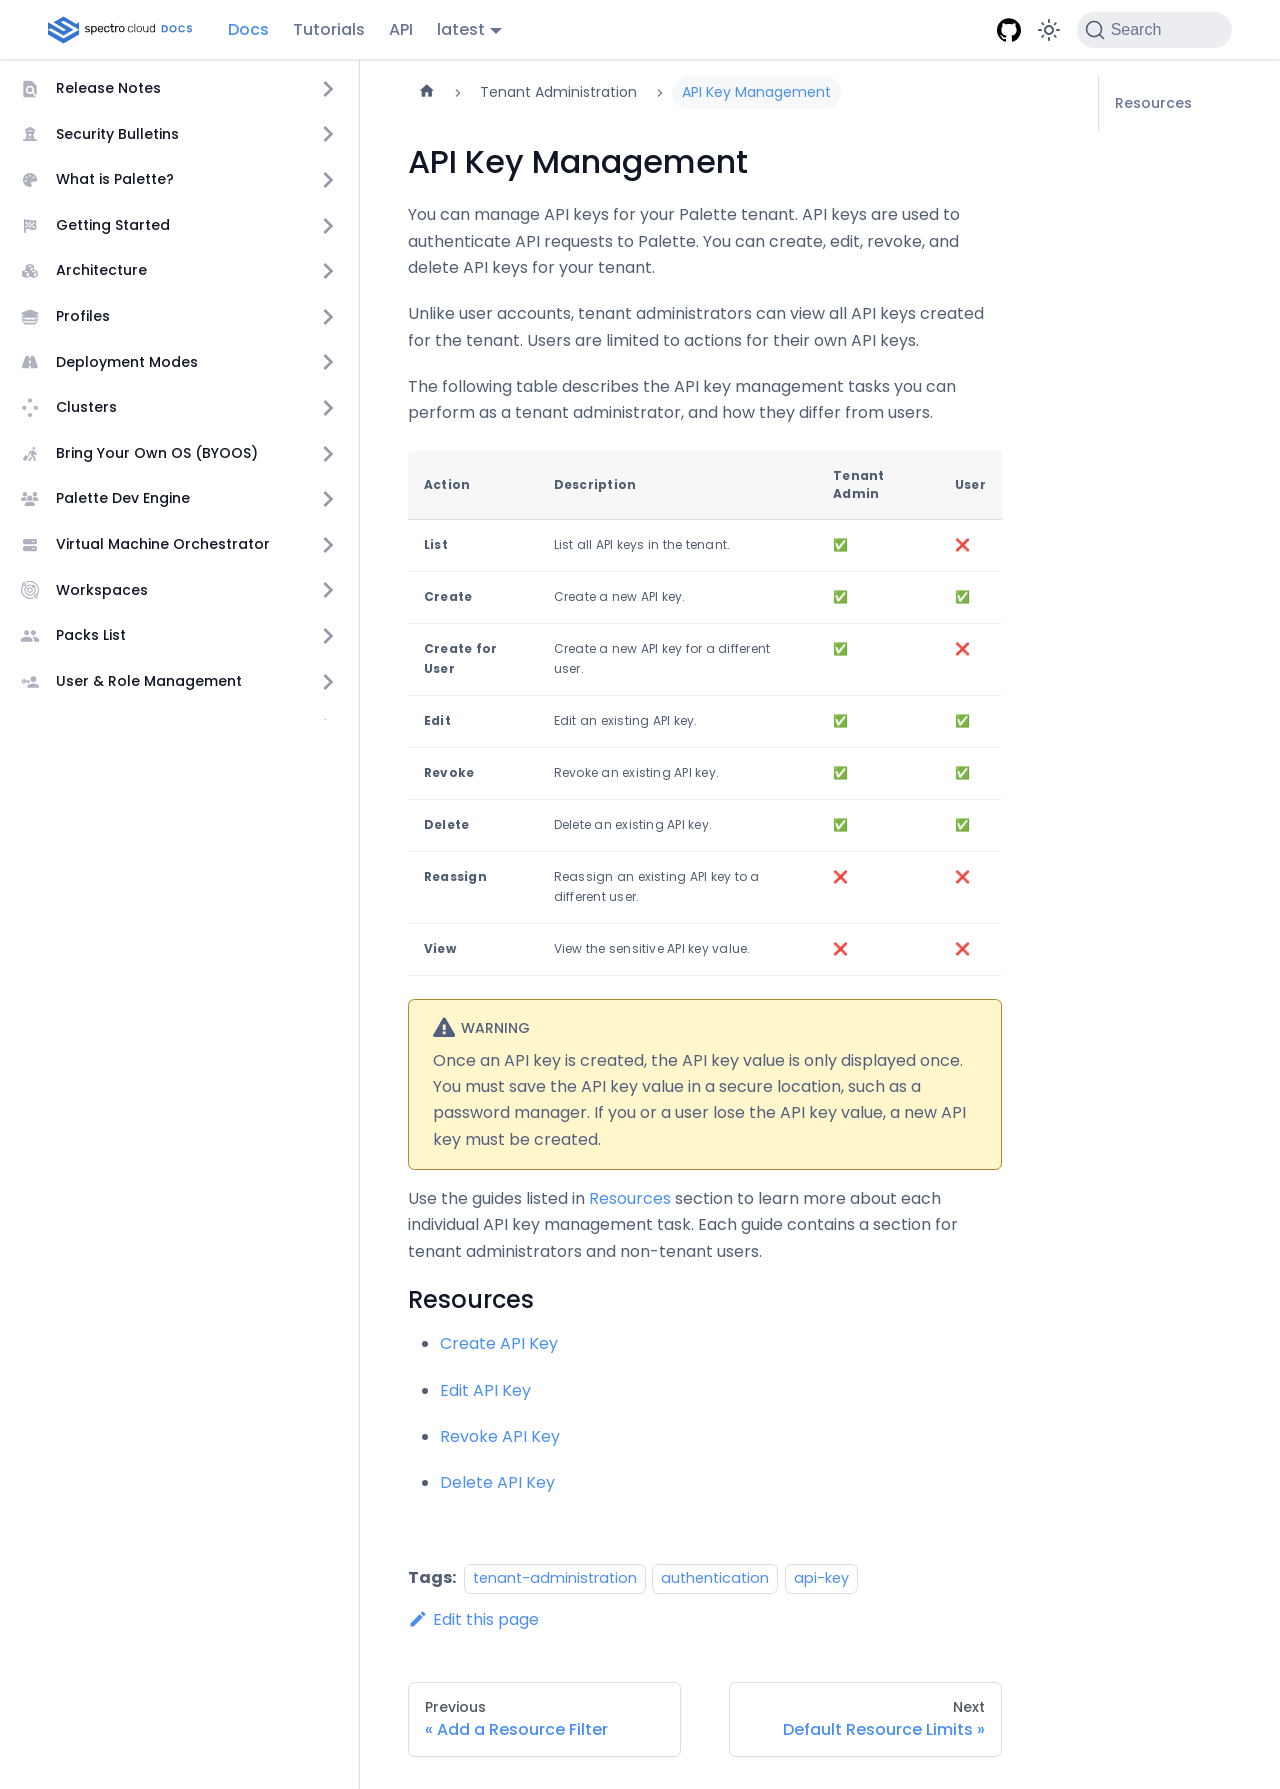 spectro cloud DOCS
Docs
Tutorials
API
latest
Search
Release Notes
Security Bulletins
What is Palette?
Getting Started
Architecture
Profiles
Deployment Modes
Clusters
Bring Your Own OS (BYOOS)
Palette Dev Engine
Virtual Machine Orchestrator
Workspaces
Packs List
User & Role Management
Tenant Administration
API Key Management
Resources
API Key Management
You can manage API keys for your Palette tenant. API keys are used to
authenticate API requests to Palette. You can create, edit, revoke, and
delete API keys for your tenant.
Unlike user accounts, tenant administrators can view all API keys created
for the tenant. Users are limited to actions for their own API keys.
The following table describes the API key management tasks you can
perform as a tenant administrator, and how they differ from users.
Action Description Tenant Admin User
List List all API keys in the tenant. ✅ ❌
Create Create a new API key. ✅ ✅
Create for User Create a new API key for a different user. ✅ ❌
Edit Edit an existing API key. ✅ ✅
Revoke Revoke an existing API key. ✅ ✅
Delete Delete an existing API key. ✅ ✅
Reassign Reassign an existing API key to a different user. ❌ ❌
View View the sensitive API key value. ❌ ❌
WARNING
Once an API key is created, the API key value is only displayed once.
You must save the API key value in a secure location, such as a
password manager. If you or a user lose the API key value, a new API
key must be created.
Use the guides listed in Resources section to learn more about each
individual API key management task. Each guide contains a section for
tenant administrators and non-tenant users.
Resources
Create API Key
Edit API Key
Revoke API Key
Delete API Key
Tags: tenant-administration authentication api-key
Edit this page
Previous
« Add a Resource Filter
Next
Default Resource Limits »